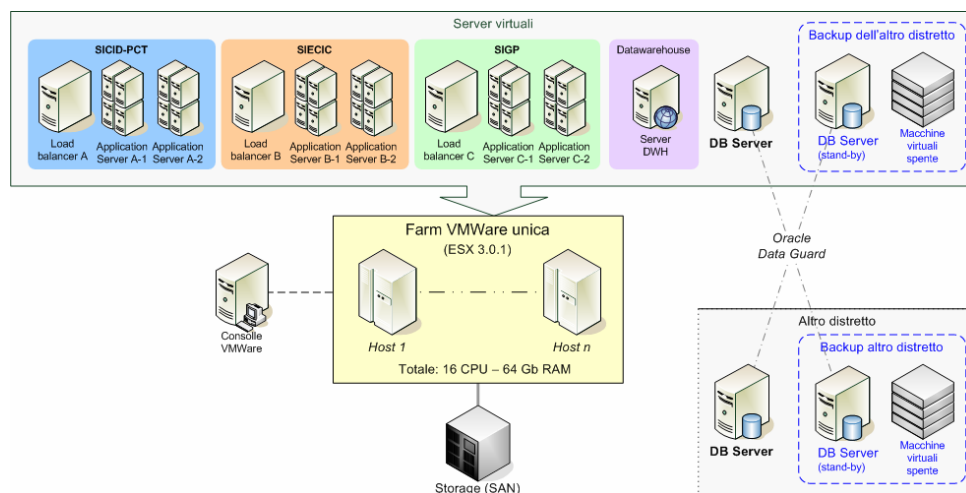 Server virtuali
SICID-PCT
Load
balancer A
Application
Server A-1
Application
Server A-2
SIECIC
Load
balancer B
Application
Server B-1
Application
Server B-2
SIGP
Load
balancer C
Application
Server C-1
Application
Server C-2
Datawarehouse
Server
DWH
DB Server
Backup dell'altro distretto
DB Server
(stand-by)
Macchine
virtuali
spente
Farm VMWare unica
(ESX 3.0.1)
Host 1
Host n
Totale: 16 CPU – 64 Gb RAM
Consolle
VMWare
Storage (SAN)
Oracle
Data Guard
Altro distretto
DB Server
Backup altro distretto
DB Server
(stand-by)
Macchine
virtuali
spente